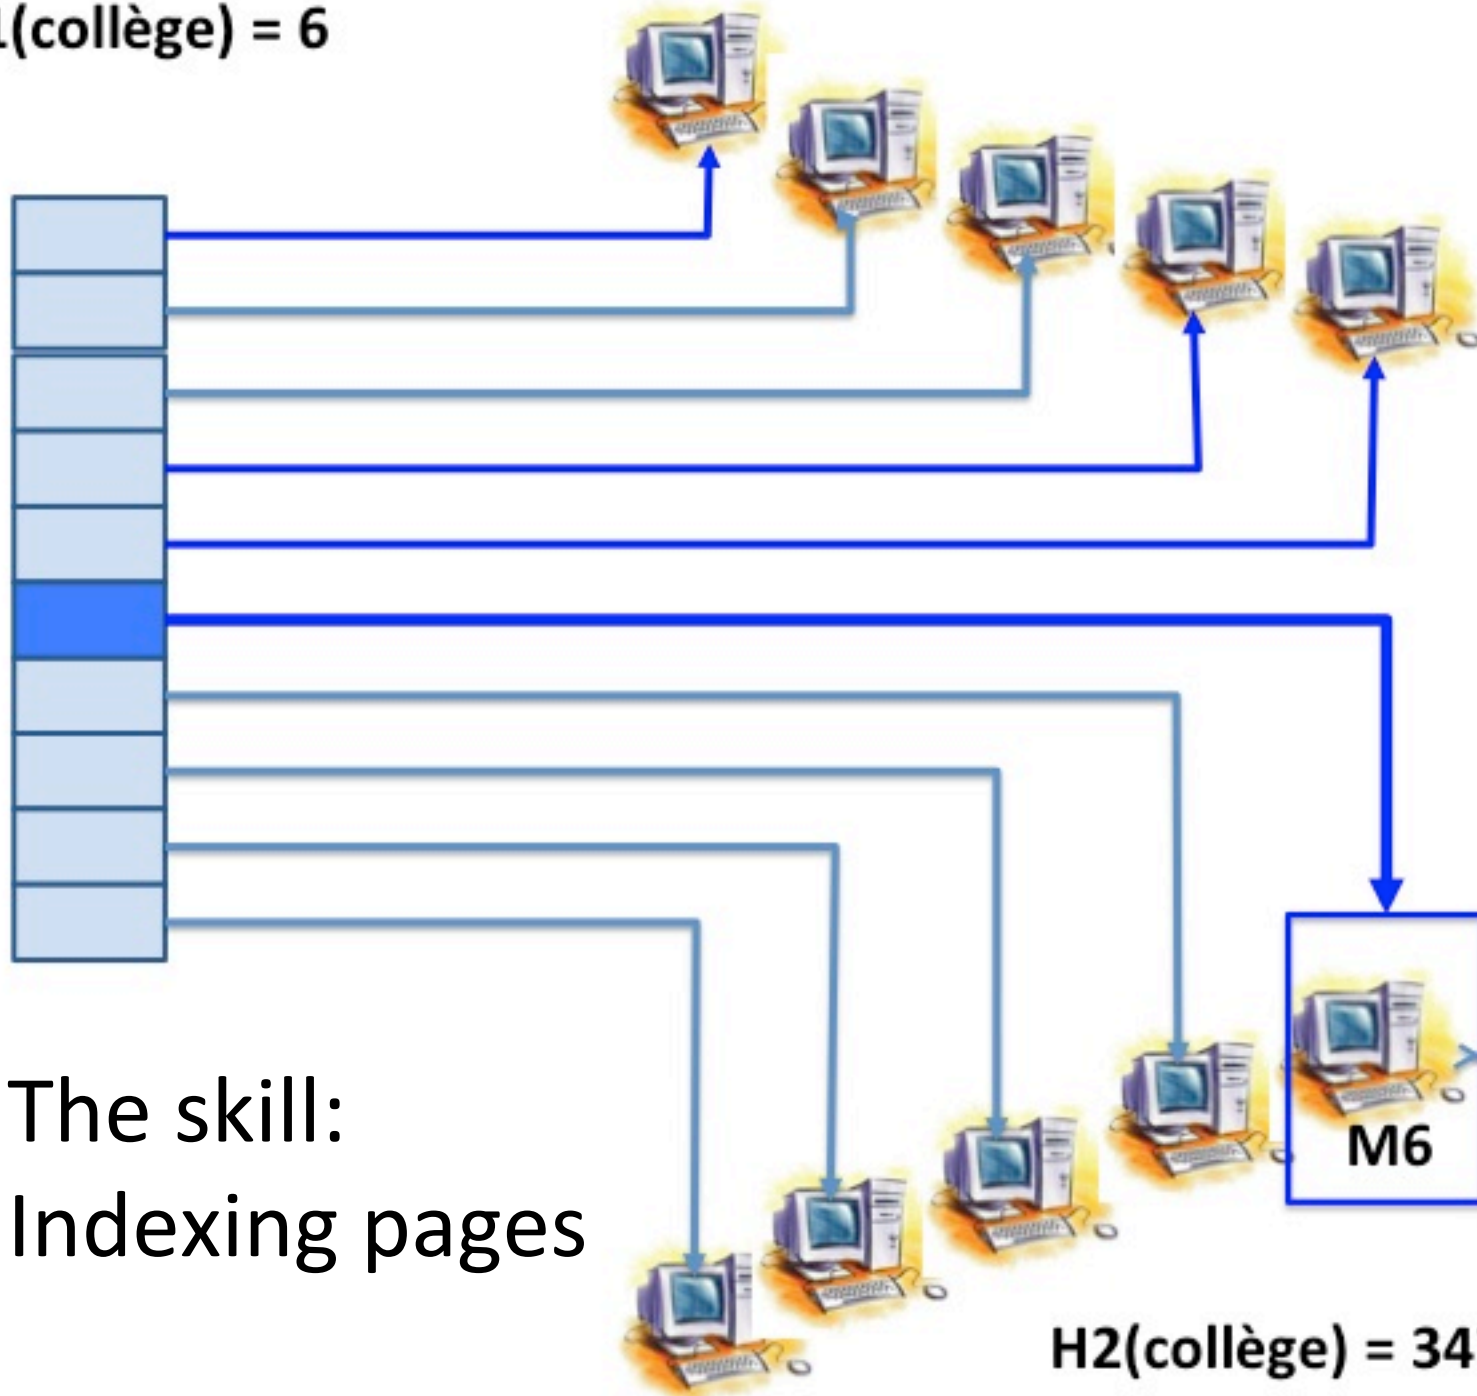 (collège) = 6
The skill:
Indexing pages
M6
H2(collège) = 34